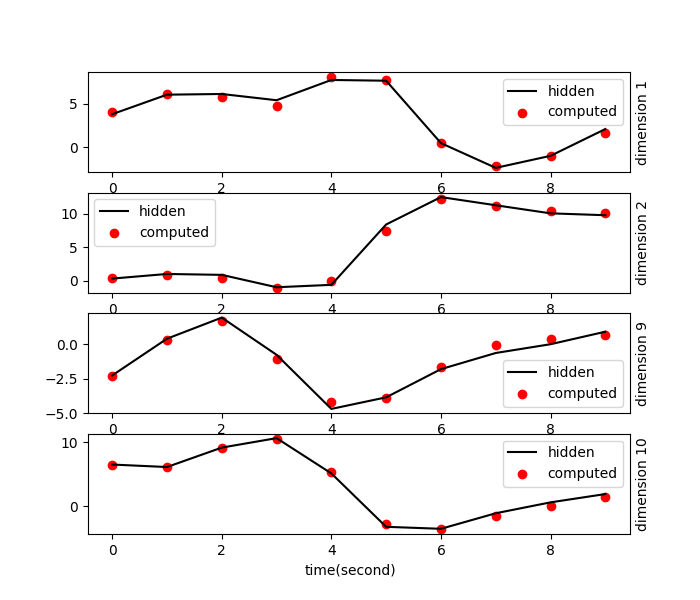 5
0
hidden
computed
dimension 1
0 2 4 6 8
10
5
0
hidden
computed
dimension 2
0 2 4 6 8
0.0
−2.5
−5.0
hidden
computed
dimension 9
0 2 4 6 8
10
0
hidden
computed
dimension 10
0 2 4 6 8
time(second)